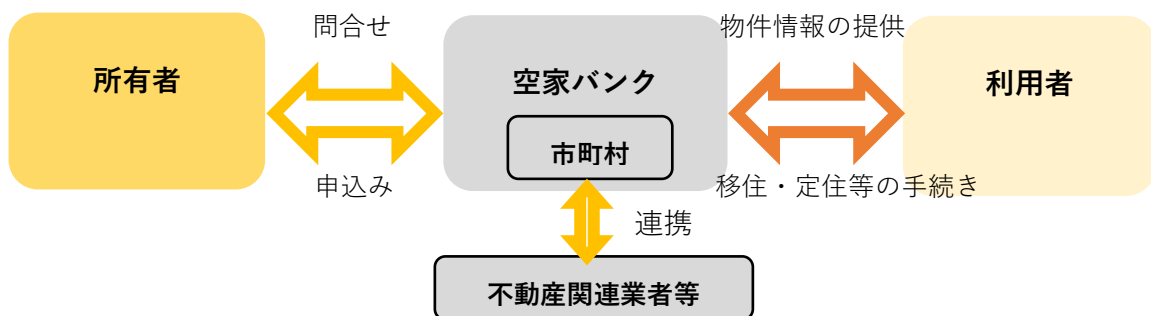 問合せ
物件情報の提供
所有者
空家バンク
利用者
市町村
申込み
移住・定住等の手続き
連携
不動産関連業者等